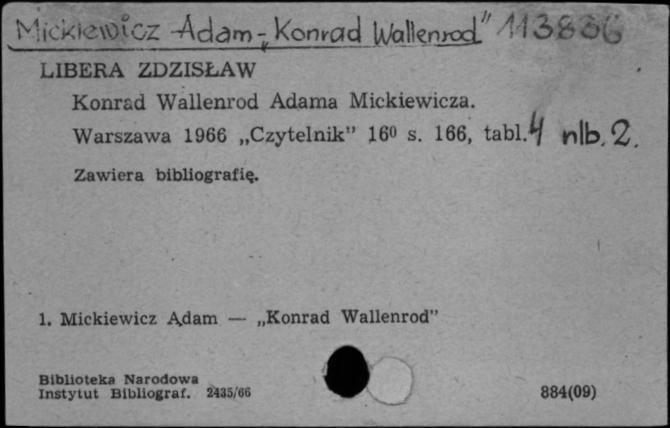 Mickiewicz Adam - „Konrad Wallenrod” 113836
LIBERA ZDZISŁAW
Konrad Wallenrod Adama Mickiewicza.
Warszawa 1966 „Czytelnik” 16⁰ s. 166, tabl. 4 nlb. 2.
Zawiera bibliografię.
1. Mickiewicz Adam — „Konrad Wallenrod”
Biblioteka Narodowa
Instytut Bibliograf. 2435/66
884(09)